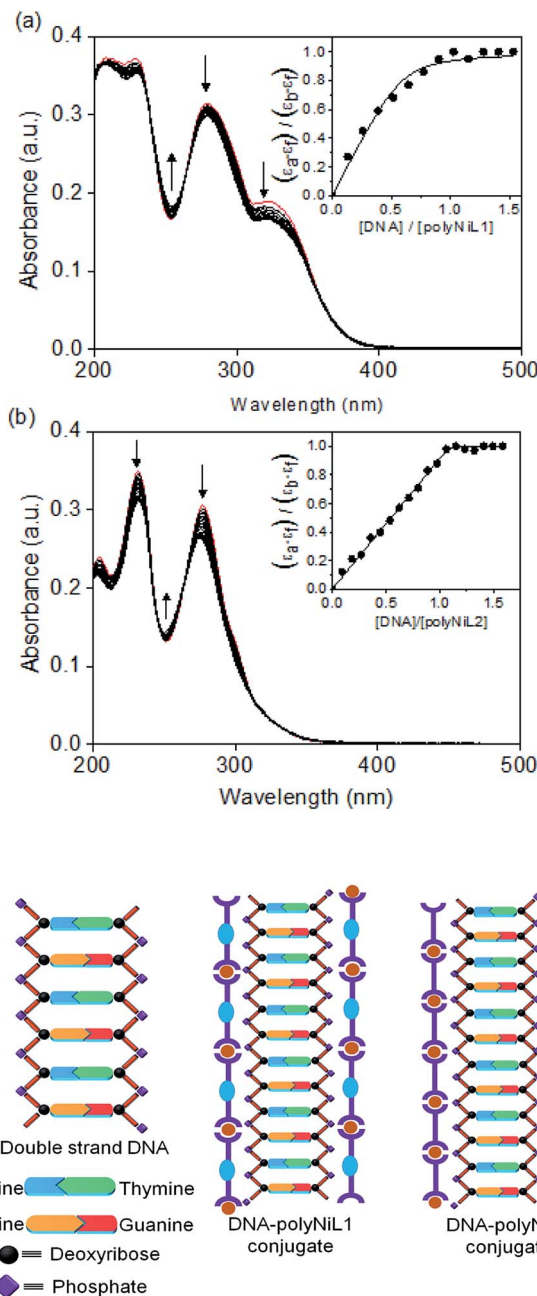 (a)
0.4
0.3
0.2
0.1
0.0
Absorbance (a.u.)
200 300 400 500
Wavelength (nm)
1.0
0.8
0.6
0.4
0.2
0.0
(εa-εf) / (εb-εf)
0.0 0.5 1.0 1.5
[DNA] / [polyNiL1]
(b)
0.4
0.3
0.2
0.1
0.0
Absorbance (a.u.)
200 300 400 500
Wavelength (nm)
1.0
0.8
0.6
0.4
0.2
0.0
(εa-εf) / (εb-εf)
0.0 0.5 1.0 1.5
[DNA]/[polyNiL2]
Double strand DNA
ine Thymine
ine Guanine
Deoxyribose
Phosphate
DNA-polyNiL1
conjugate
DNA-polyN
conjugat